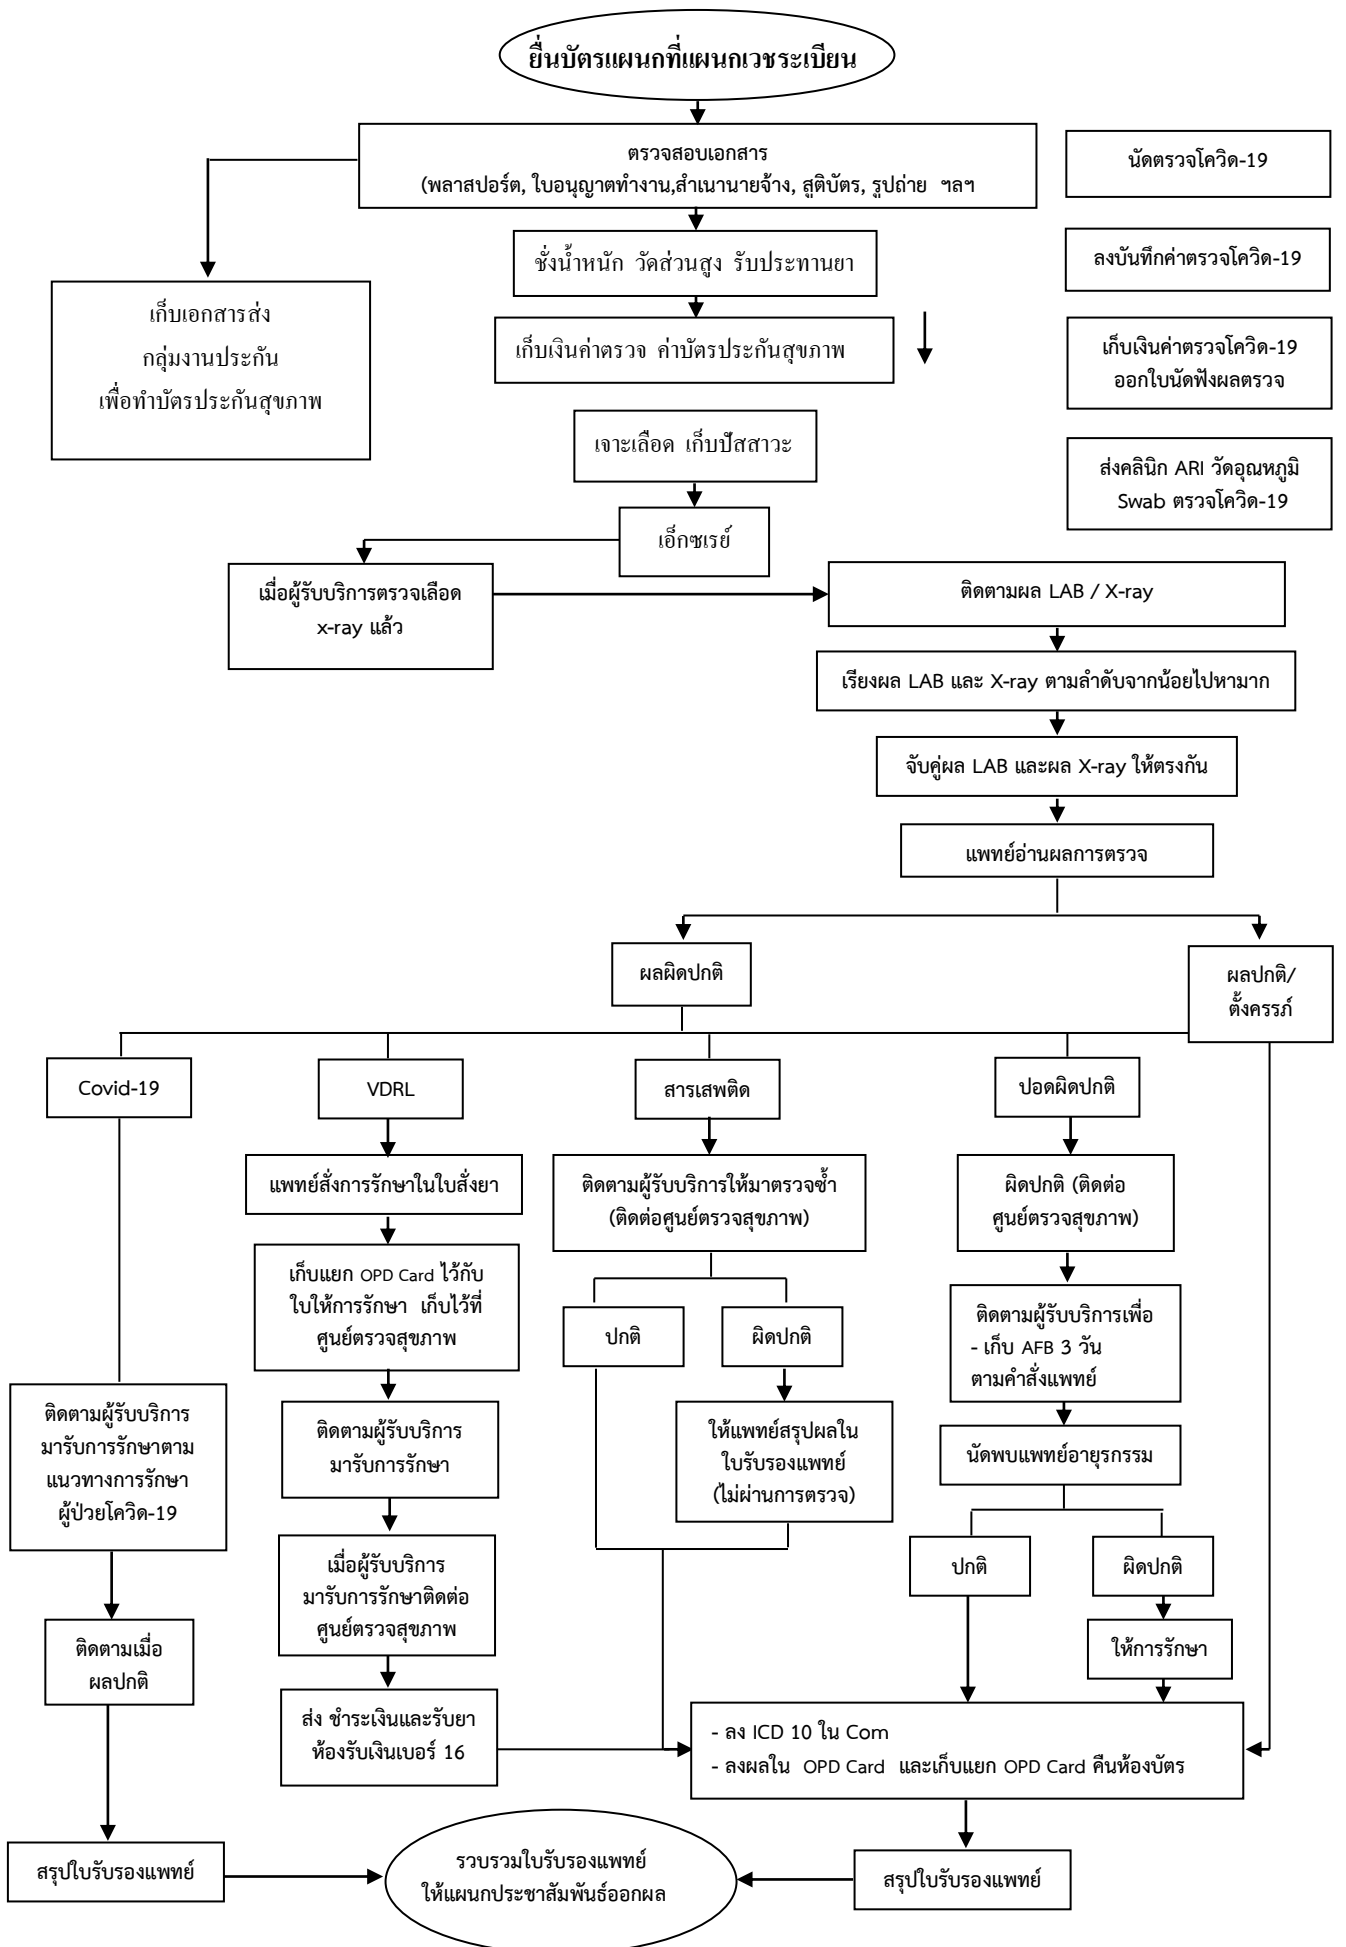 ยื่นบัตรแผนกที่แผนกเวชระเบียน
ตรวจสอบเอกสาร
(พลาสปอร์ต, ใบอนุญาตทำงาน,สำเนานายจ้าง, สูติบัตร, รูปถ่าย ฯลฯ
นัดตรวจโควิด-19
ชั่งน้ำหนัก วัดส่วนสูง รับประทานยา
ลงบันทึกค่าตรวจโควิด-19
เก็บเอกสารส่ง
กลุ่มงานประกัน
เพื่อทำบัตรประกันสุขภาพ
เก็บเงินค่าตรวจ ค่าบัตรประกันสุขภาพ
เก็บเงินค่าตรวจโควิด-19
ออกใบนัดฟังผลตรวจ
เจาะเลือด เก็บปัสสาวะ
ส่งคลินิก ARI วัดอุณหภูมิ
Swab ตรวจโควิด-19
เอ็กซเรย์
เมื่อผู้รับบริการตรวจเลือด
x-ray แล้ว
ติดตามผล LAB / X-ray
เรียงผล LAB และ X-ray ตามลำดับจากน้อยไปหามาก
จับคู่ผล LAB และผล X-ray ให้ตรงกัน
แพทย์อ่านผลการตรวจ
ผลผิดปกติ
ผลปกติ/
ตั้งครรภ์
Covid-19
VDRL
สารเสพติด
ปอดผิดปกติ
แพทย์สั่งการรักษาในใบสั่งยา
ติดตามผู้รับบริการให้มาตรวจซ้ำ
(ติดต่อศูนย์ตรวจสุขภาพ)
ผิดปกติ (ติดต่อ
ศูนย์ตรวจสุขภาพ)
เก็บแยก OPD Card ไว้กับ
ใบให้การรักษา เก็บไว้ที่
ศูนย์ตรวจสุขภาพ
ปกติ
ผิดปกติ
ติดตามผู้รับบริการเพื่อ
- เก็บ AFB 3 วัน
ตามคำสั่งแพทย์
ติดตามผู้รับบริการ
มารับการรักษาตาม
แนวทางการรักษา
ผู้ป่วยโควิด-19
ติดตามผู้รับบริการ
มารับการรักษา
ให้แพทย์สรุปผลใน
ใบรับรองแพทย์
(ไม่ผ่านการตรวจ)
นัดพบแพทย์อายุรกรรม
เมื่อผู้รับบริการ
มารับการรักษาติดต่อ
ศูนย์ตรวจสุขภาพ
ปกติ
ผิดปกติ
ติดตามเมื่อ
ผลปกติ
ให้การรักษา
ส่ง ชำระเงินและรับยา
ห้องรับเงินเบอร์ 16
- ลง ICD 10 ใน Com
- ลงผลใน OPD Card และเก็บแยก OPD Card คืนห้องบัตร
สรุปใบรับรองแพทย์
รวบรวมใบรับรองแพทย์
ให้แผนกประชาสัมพันธ์ออกผล
สรุปใบรับรองแพทย์